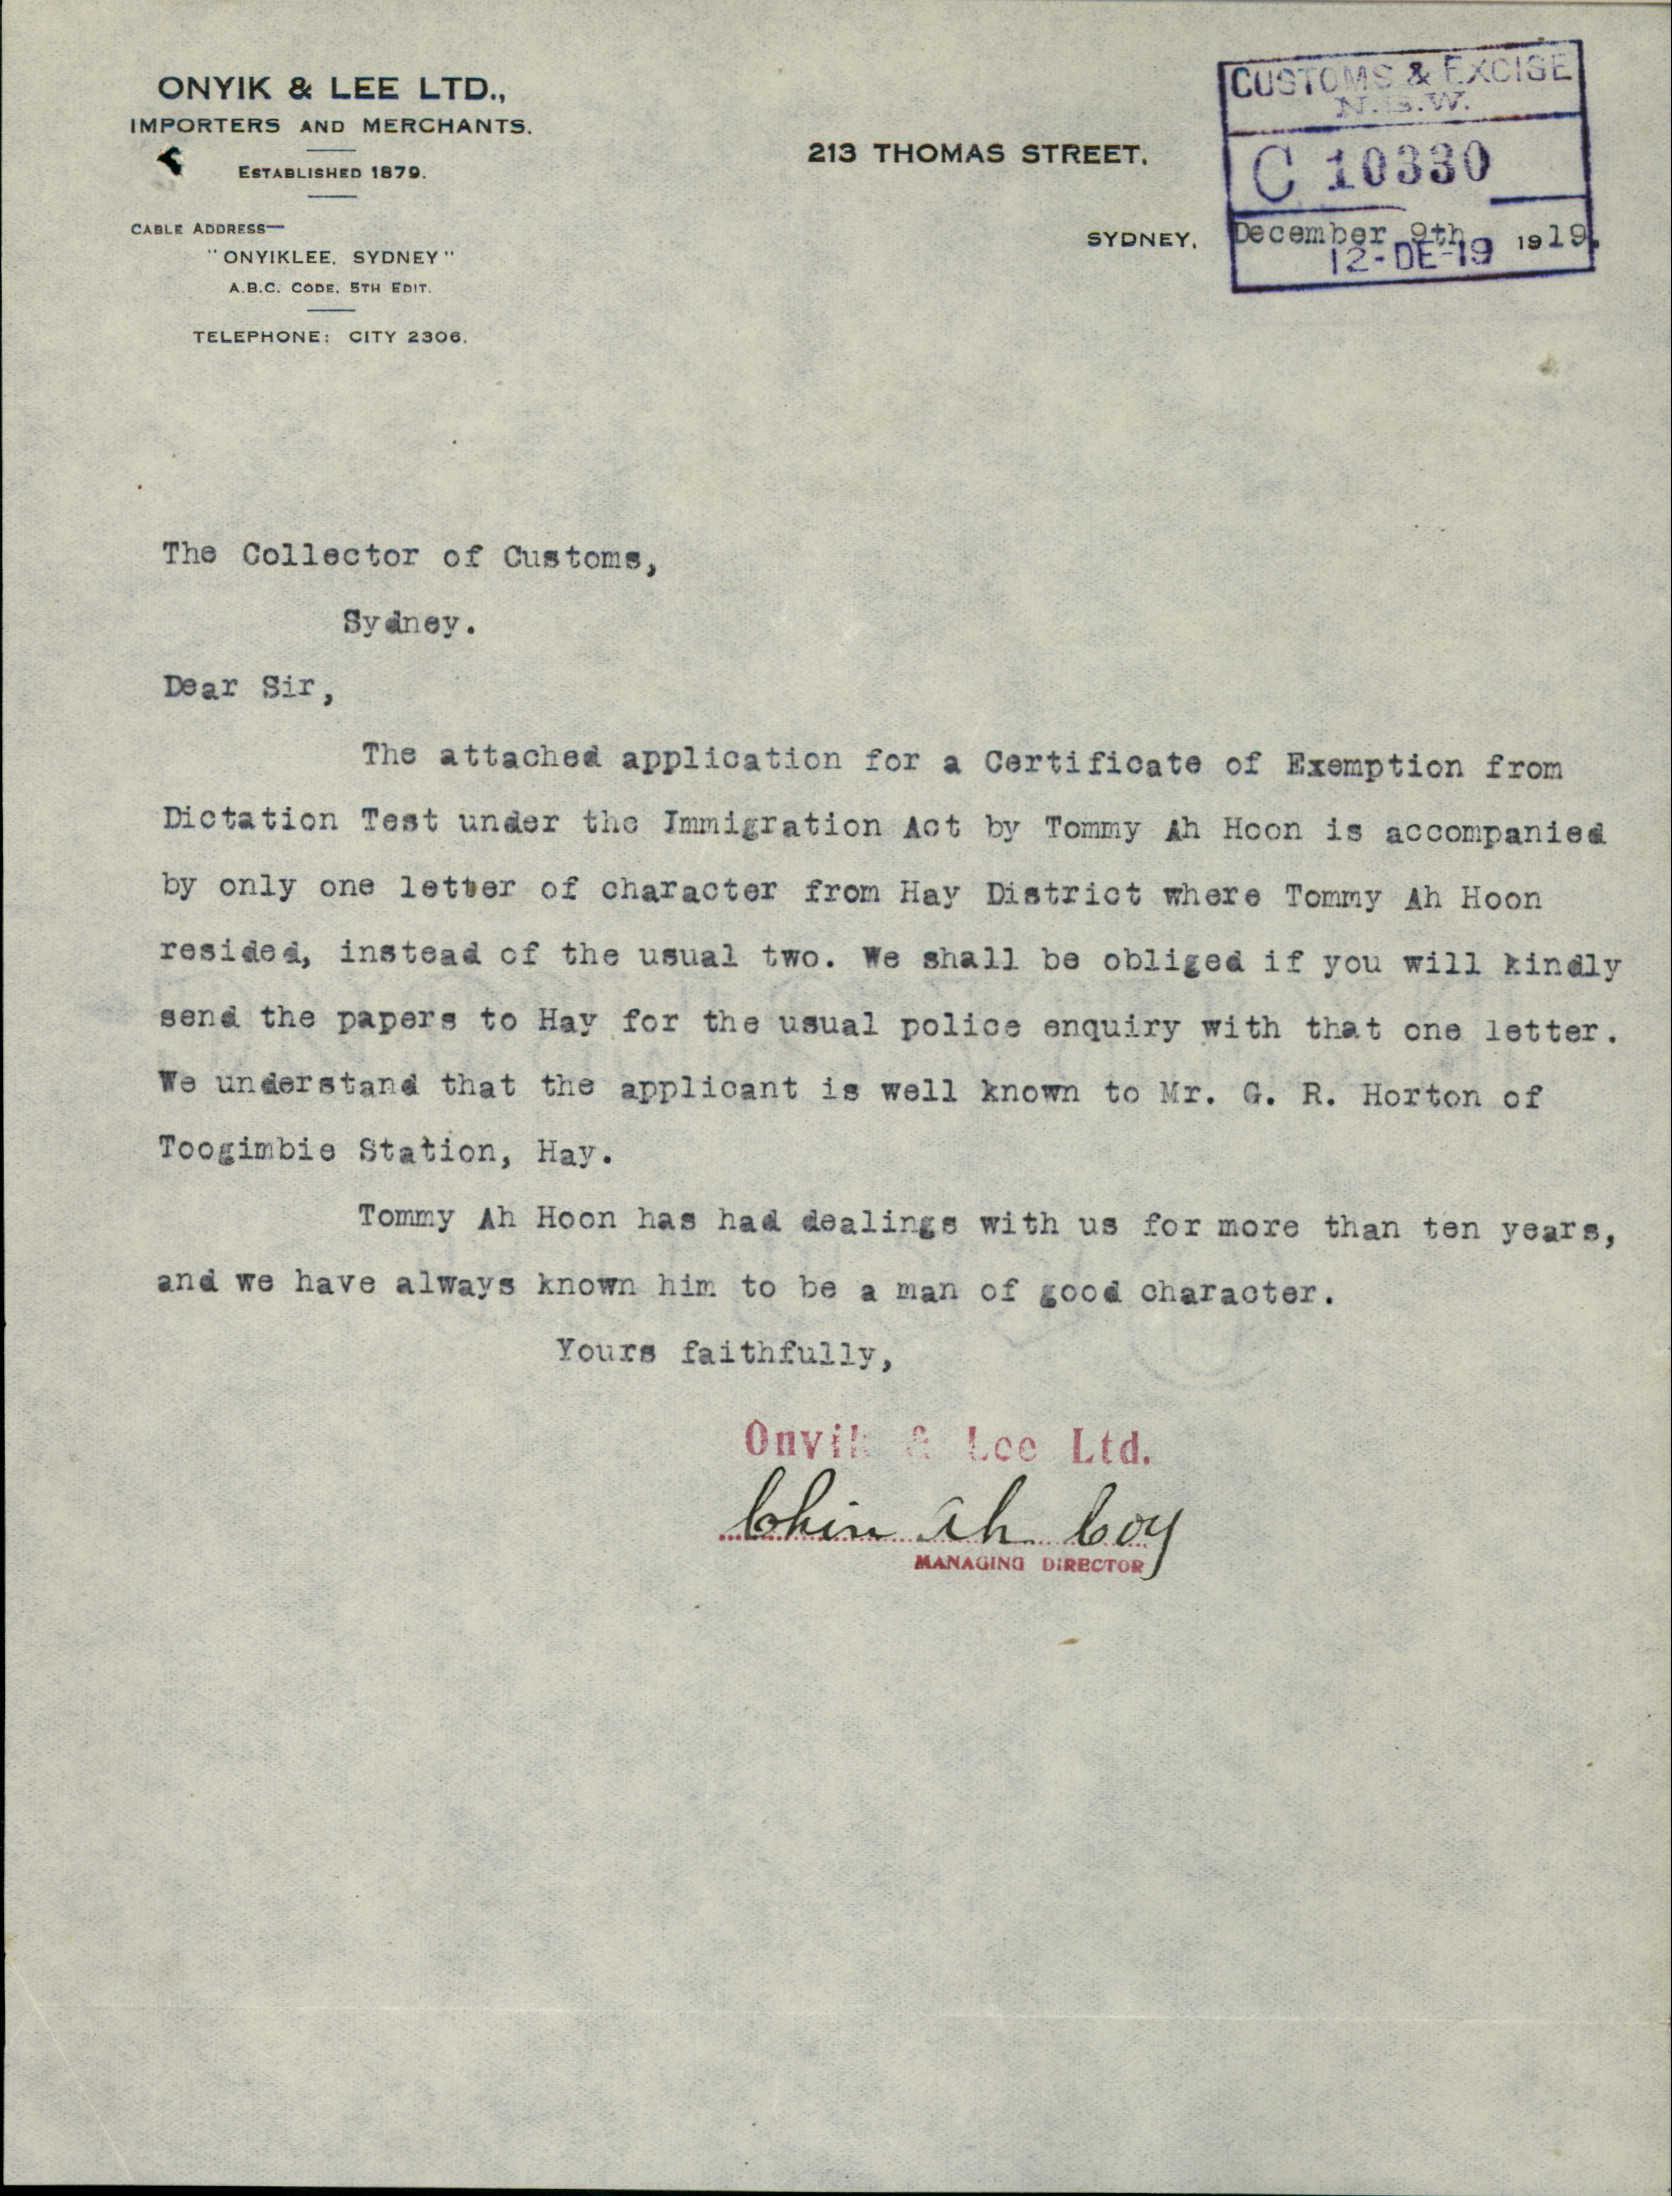 ONYIK & LEE LTD.,
IMPORTERS AND MERCHANTS.
ESTABLISHED 1879.
CABLE ADDRESS—
"ONYIKLEE, SYDNEY"
A.B.C. CODE, 5TH EDIT.
TELEPHONE: CITY 2306.
213 THOMAS STREET,
SYDNEY, December 9th 1919.
CUSTOMS & EXCISE
N.S.W.
C 10330
12-DE-19
The Collector of Customs,
Sydney.
Dear Sir,
The attached application for a Certificate of Exemption from
Dictation Test under the Immigration Act by Tommy Ah Hoon is accompanied
by only one letter of character from Hay District where Tommy Ah Hoon
resided, instead of the usual two. We shall be obliged if you will kindly
send the papers to Hay for the usual police enquiry with that one letter.
We understand that the applicant is well known to Mr. G. R. Horton of
Toogimbie Station, Hay.
Tommy Ah Hoon has had dealings with us for more than ten years,
and we have always known him to be a man of good character.
Yours faithfully,
Onyik & Lee Ltd.
Chin Ah Coy
MANAGING DIRECTOR